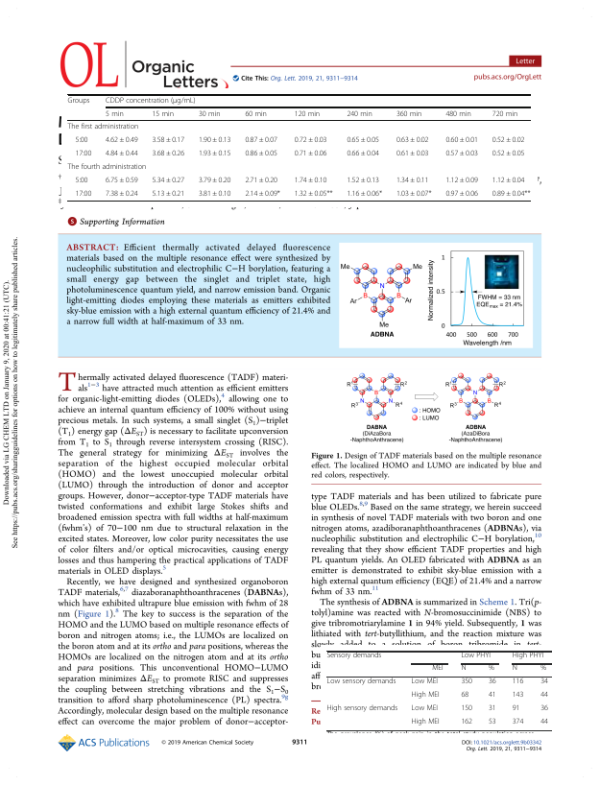 Downloaded via LG CHEM LTD on January 9, 2020 at 00:41:21 (UTC).
See https://pubs.acs.org/sharingguidelines for options on how to legitimately share published articles.
OL Organic
Letters
Cite This: Org. Lett. 2019, 21, 9311−9314
Letter
pubs.acs.org/OrgLett
Groups CDDP concentration (μg/mL)
5 min 15 min 30 min 60 min 120 min 240 min 360 min 480 min 720 min
The first administration
5:00 4.62 ± 0.49 3.58 ± 0.17 1.90 ± 0.13 0.87 ± 0.07 0.72 ± 0.03 0.65 ± 0.05 0.63 ± 0.02 0.60 ± 0.01 0.52 ± 0.02
17:00 4.84 ± 0.44 3.68 ± 0.26 1.93 ± 0.15 0.86 ± 0.05 0.71 ± 0.06 0.66 ± 0.04 0.61 ± 0.03 0.57 ± 0.03 0.52 ± 0.05
The fourth administration
5:00 6.75 ± 0.59 5.34 ± 0.27 3.79 ± 0.20 2.71 ± 0.20 1.74 ± 0.10 1.52 ± 0.13 1.34 ± 0.11 1.12 ± 0.09 1.12 ± 0.04
17:00 7.38 ± 0.24 5.13 ± 0.21 3.81 ± 0.10 2.14 ± 0.09* 1.32 ± 0.05** 1.16 ± 0.06* 1.03 ± 0.07* 0.97 ± 0.06 0.89 ± 0.04**
S Supporting Information
ABSTRACT: Efficient thermally activated delayed fluorescence
materials based on the multiple resonance effect were synthesized by
nucleophilic substitution and electrophilic C−H borylation, featuring a
small energy gap between the singlet and triplet state, high
photoluminescence quantum yield, and narrow emission band. Organic
light-emitting diodes employing these materials as emitters exhibited
sky-blue emission with a high external quantum efficiency of 21.4% and
a narrow full width at half-maximum of 33 nm.
Me Me
N
B B
Ar Ar
Me
ADBNA
Normalized intensity
1
0.5
0
FWHM = 33 nm
EQEmax = 21.4%
400 500 600 700
Wavelength /nm
Thermally activated delayed fluorescence (TADF) materi-
als1−3 have attracted much attention as efficient emitters
for organic-light-emitting diodes (OLEDs),4 allowing one to
achieve an internal quantum efficiency of 100% without using
precious metals. In such systems, a small singlet (S1)−triplet
(T1) energy gap (ΔEST) is necessary to facilitate upconversion
from T1 to S1 through reverse intersystem crossing (RISC).
The general strategy for minimizing ΔEST involves the
separation of the highest occupied molecular orbital
(HOMO) and the lowest unoccupied molecular orbital
(LUMO) through the introduction of donor and acceptor
groups. However, donor−acceptor-type TADF materials have
twisted conformations and exhibit large Stokes shifts and
broadened emission spectra with full widths at half-maximum
(fwhm's) of 70−100 nm due to structural relaxation in the
excited states. Moreover, low color purity necessitates the use
of color filters and/or optical microcavities, causing energy
losses and thus hampering the practical applications of TADF
materials in OLED displays.5
Recently, we have designed and synthesized organoboron
TADF materials,6,7 diazaboranaphthoanthracenes (DABNAs),
which have exhibited ultrapure blue emission with fwhm of 28
nm (Figure 1).8 The key to success is the separation of the
HOMO and the LUMO based on multiple resonance effects of
boron and nitrogen atoms; i.e., the LUMOs are localized on
the boron atom and at its ortho and para positions, whereas the
HOMOs are localized on the nitrogen atom and at its ortho
and para positions. This unconventional HOMO−LUMO
separation minimizes ΔEST to promote RISC and suppresses
the coupling between stretching vibrations and the S1−S0
transition to afford sharp photoluminescence (PL) spectra.9g
Accordingly, molecular design based on the multiple resonance
effect can overcome the major problem of donor−acceptor-
R1 R2 R1 R2
R3 R4 R3 R4
: HOMO
: LUMO
DABNA
(DAzaBora
-NaphthoAnthracene)
ADBNA
(AzaDiBora
-NaphthoAnthracene)
Figure 1. Design of TADF materials based on the multiple resonance
effect. The localized HOMO and LUMO are indicated by blue and
red colors, respectively.
type TADF materials and has been utilized to fabricate pure
blue OLEDs.8,9 Based on the same strategy, we herein succeed
in synthesis of novel TADF materials with two boron and one
nitrogen atoms, azadiboranaphthoanthracenes (ADBNAs), via
nucleophilic substitution and electrophilic C−H borylation,10
revealing that they show efficient TADF properties and high
PL quantum yields. An OLED fabricated with ADBNA as an
emitter is demonstrated to exhibit sky-blue emission with a
high external quantum efficiency (EQE) of 21.4% and a narrow
fwhm of 33 nm.11
The synthesis of ADBNA is summarized in Scheme 1. Tri(p-
tolyl)amine was reacted with N-bromosuccinimide (NBS) to
give tribromotriarylamine 1 in 94% yield. Subsequently, 1 was
lithiated with tert-butyllithium, and the reaction mixture was
Sensory demands Low PHYI High PHYI
MEI N % N %
Low sensory demands Low MEI 350 36 116 34
High MEI 68 41 143 44
High sensory demands Low MEI 150 31 91 36
High MEI 162 53 374 44
ACS Publications
© 2019 American Chemical Society
9311
DOI: 10.1021/acs.orglett.9b03342
Org. Lett. 2019, 21, 9311−9314